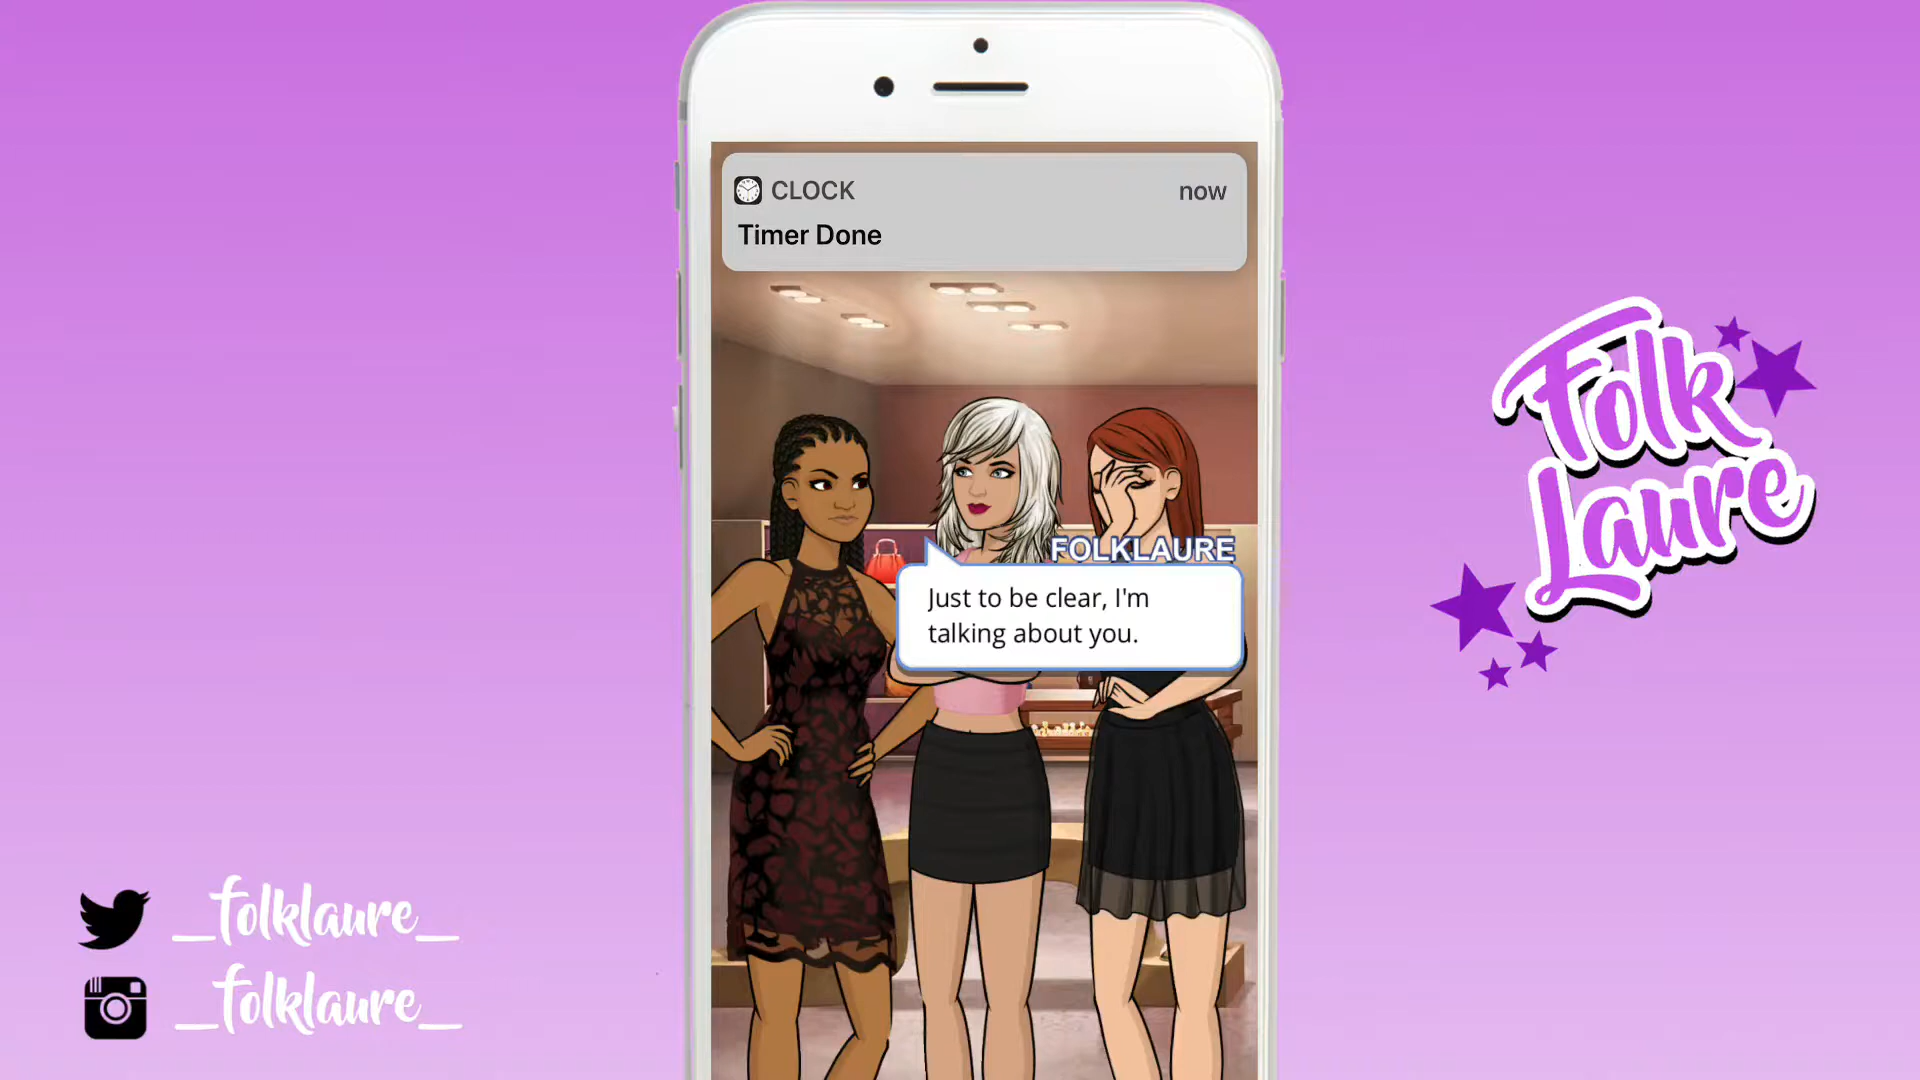 CLOCK
now
Timer Done
FOLKLAURE
Just to be clear, I'm
talking about you.
Folk
Laure
_folklaure_
_folklaure_